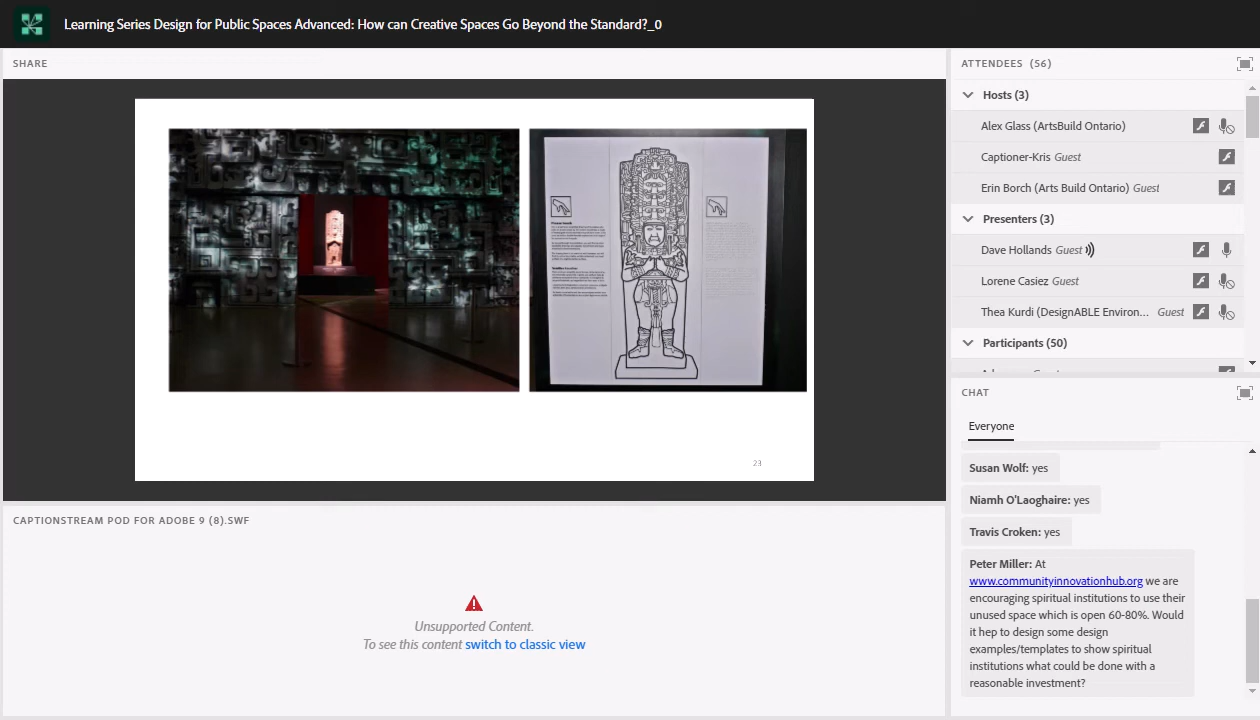 Learning Series Design for Public Spaces Advanced: How can Creative Spaces Go Beyond the Standard?_0
SHARE
23
CAPTIONSTREAM POD FOR ADOBE 9 (8).SWF
Unsupported Content.
To see this content switch to classic view
ATTENDEES (56)
Hosts (3)
Alex Glass (ArtsBuild Ontario)
Captioner-Kris Guest
Erin Borch (Arts Build Ontario) Guest
Presenters (3)
Dave Hollands Guest
Lorene Casiez Guest
Thea Kurdi (DesignABLE Environ... Guest
Participants (50)
CHAT
Everyone
Susan Wolf: yes
Niamh O'Laoghaire: yes
Travis Croken: yes
Peter Miller: At
www.communityinnovationhub.org we are
encouraging spiritual institutions to use their
unused space which is open 60-80%. Would
it hep to design some design
examples/templates to show spiritual
institutions what could be done with a
reasonable investment?